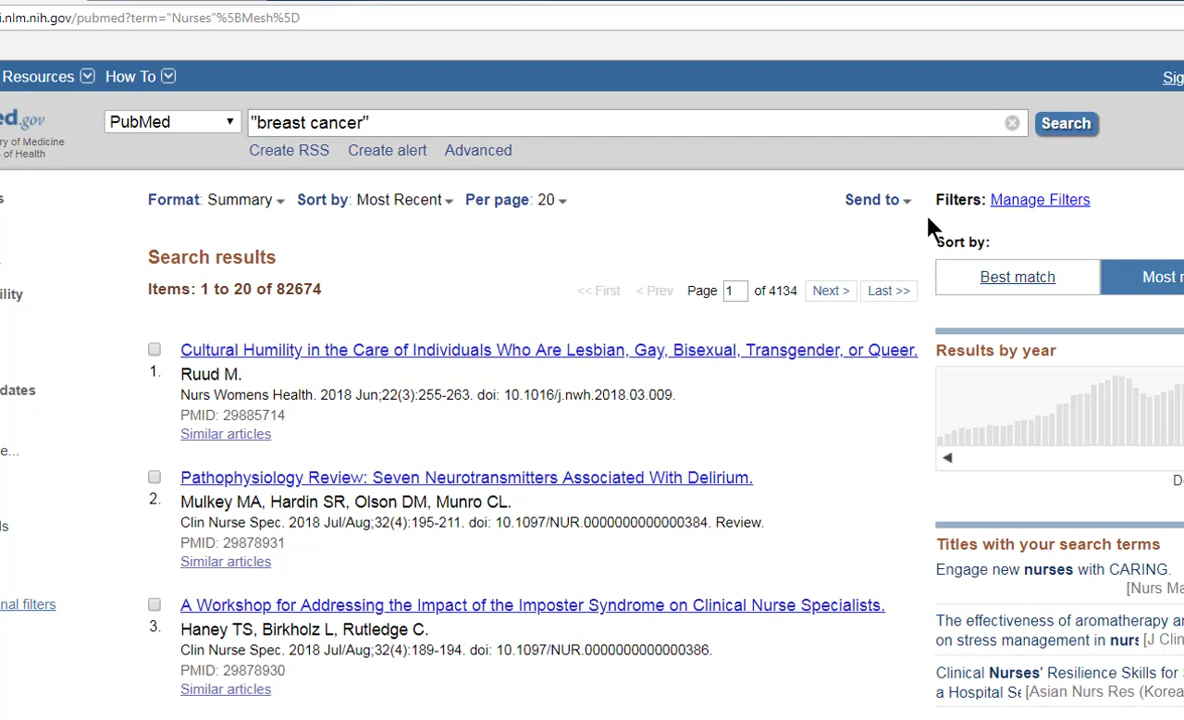 i.nlm.nih.gov/pubmed?term="Nurses"%5BMesh%5D
Resources How To Sig
ed.gov PubMed "breast cancer" Search
ry of Medicine
s of Health
Create RSS Create alert Advanced
s
Format: Summary Sort by: Most Recent Per page: 20 Send to Filters: Manage Filters
Sort by:
Search results
Best match Most r
ility
Items: 1 to 20 of 82674 << First < Prev Page 1 of 4134 Next > Last >>
Cultural Humility in the Care of Individuals Who Are Lesbian, Gay, Bisexual, Transgender, or Queer.
1. Ruud M.
Nurs Womens Health. 2018 Jun;22(3):255-263. doi: 10.1016/j.nwh.2018.03.009.
PMID: 29885714
Similar articles
Results by year
dates
e...
Pathophysiology Review: Seven Neurotransmitters Associated With Delirium.
2. Mulkey MA, Hardin SR, Olson DM, Munro CL.
Clin Nurse Spec. 2018 Jul/Aug;32(4):195-211. doi: 10.1097/NUR.0000000000000384. Review.
PMID: 29878931
Similar articles
D
ls
Titles with your search terms
Engage new nurses with CARING.
[Nurs Ma
nal filters
A Workshop for Addressing the Impact of the Imposter Syndrome on Clinical Nurse Specialists.
3. Haney TS, Birkholz L, Rutledge C.
Clin Nurse Spec. 2018 Jul/Aug;32(4):189-194. doi: 10.1097/NUR.0000000000000386.
PMID: 29878930
Similar articles
The effectiveness of aromatherapy an
on stress management in nurs [J Clin
Clinical Nurses' Resilience Skills for S
a Hospital Se [Asian Nurs Res (Korea